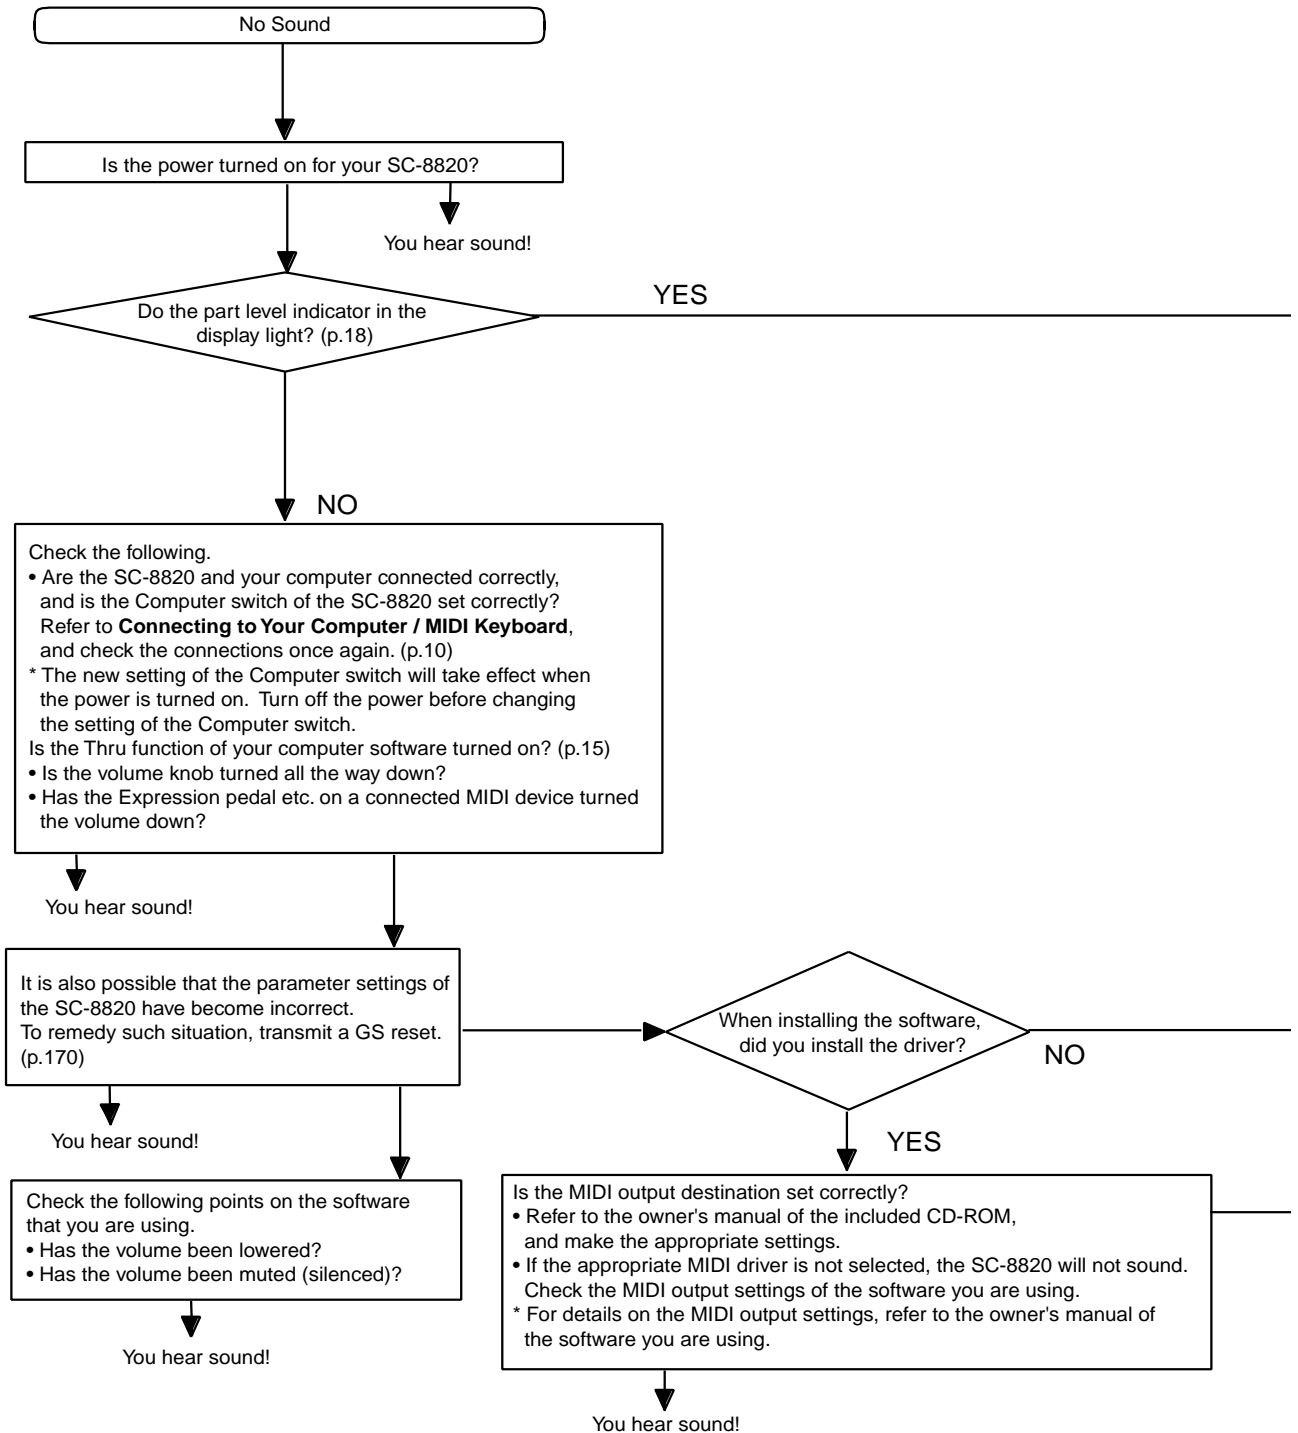 No Sound
Is the power turned on for your SC-8820?
You hear sound!
Do the part level indicator in the
display light? (p.18)
YES
NO
Check the following.
• Are the SC-8820 and your computer connected correctly,
and is the Computer switch of the SC-8820 set correctly?
Refer to Connecting to Your Computer / MIDI Keyboard,
and check the connections once again. (p.10)
* The new setting of the Computer switch will take effect when
the power is turned on.  Turn off the power before changing
the setting of the Computer switch.
Is the Thru function of your computer software turned on? (p.15)
• Is the volume knob turned all the way down?
• Has the Expression pedal etc. on a connected MIDI device turned
the volume down?
You hear sound!
It is also possible that the parameter settings of
the SC-8820 have become incorrect.
To remedy such situation, transmit a GS reset.
(p.170)
You hear sound!
Check the following points on the software
that you are using.
• Has the volume been lowered?
• Has the volume been muted (silenced)?
You hear sound!
When installing the software,
did you install the driver?
NO
YES
Is the MIDI output destination set correctly?
• Refer to the owner's manual of the included CD-ROM,
and make the appropriate settings.
• If the appropriate MIDI driver is not selected, the SC-8820 will not sound.
Check the MIDI output settings of the software you are using.
* For details on the MIDI output settings, refer to the owner's manual of
the software you are using.
You hear sound!